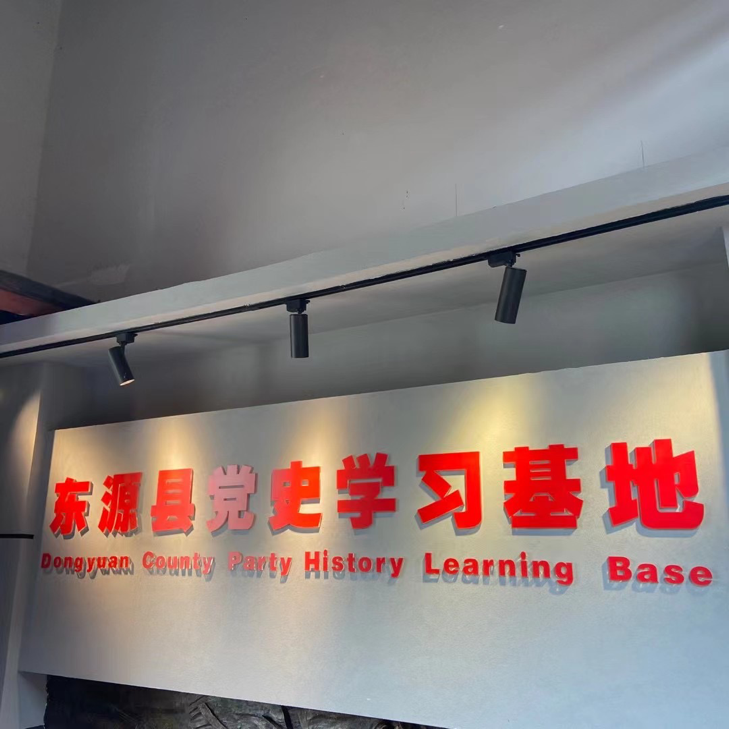 东源县党史学习基地
Dongyuan County Party History Learning Base